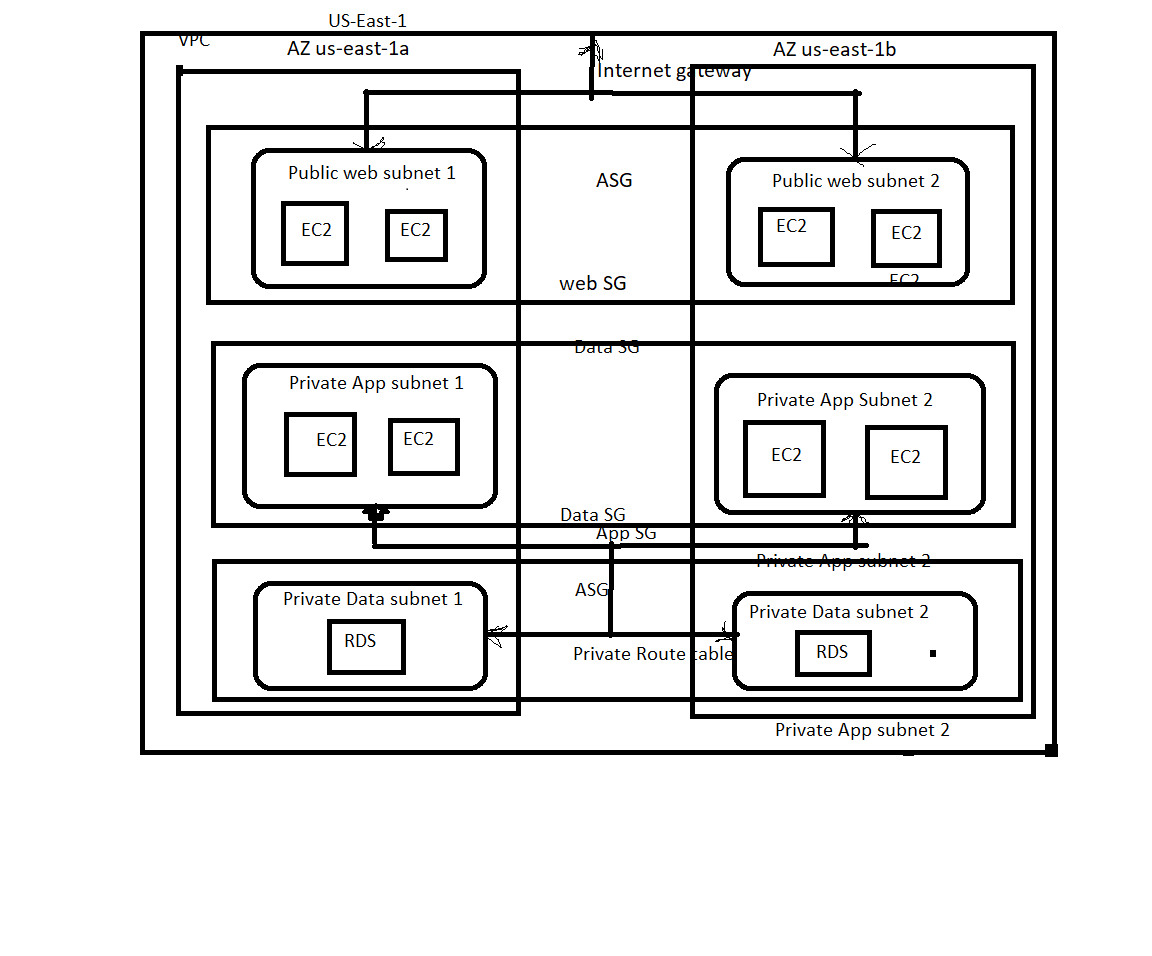 US-East-1
VPC
AZ us-east-1a
AZ us-east-1b
Internet gateway
Public web subnet 1
ASG
Public web subnet 2
EC2
EC2
EC2
EC2
EC2
web SG
Data SG
Private App subnet 1
Private App Subnet 2
EC2
EC2
EC2
EC2
Data SG
App SG
Private App subnet 2
ASG
Private Data subnet 1
Private Data subnet 2
RDS
RDS
Private Route table
Private App subnet 2